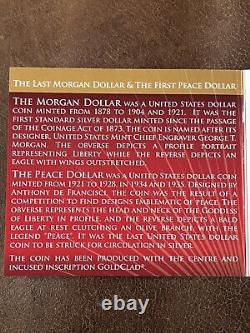 THE LAST MORGAN DOLLAR & THE FIRST PEACE DOLLAR
THE MORGAN DOLLAR WAS A UNITED STATES DOLLAR
COIN MINTED FROM 1878 TO 1904 AND 1921. IT WAS THE
FIRST STANDARD SILVER DOLLAR MINTED SINCE THE PASSAGE
OF THE COINAGE ACT OF 1873. THE COIN IS NAMED AFTER ITS
DESIGNER, UNITED STATES MINT CHIEF ENGRAVER GEORGE T.
MORGAN. THE OBVERSE DEPICTS A PROFILE PORTRAIT
REPRESENTING LIBERTY WHILE THE REVERSE DEPICTS AN
EAGLE WITH WINGS OUTSTRETCHED.
THE PEACE DOLLAR WAS A UNITED STATES DOLLAR COIN
MINTED FROM 1921 TO 1928, IN 1934 AND 1935. DESIGNED BY
ANTHONY DE FRANCISCI, THE COIN WAS THE RESULT OF A
COMPETITION TO FIND DESIGNS EMBLEMATIC OF PEACE. THE
OBVERSE REPRESENTS THE HEAD AND NECK OF THE GODDESS
OF LIBERTY IN PROFILE, AND THE REVERSE DEPICTS A BALD
EAGLE AT REST CLUTCHING AN OLIVE BRANCH, WITH THE
LEGEND "PEACE". IT WAS THE LAST UNITED STATES DOLLAR
COIN TO BE STRUCK FOR CIRCULATION IN SILVER.
THE COIN HAS BEEN PRODUCED WITH THE CENTRE AND
INCUSED INSCRIPTION GOLDCLAD®.